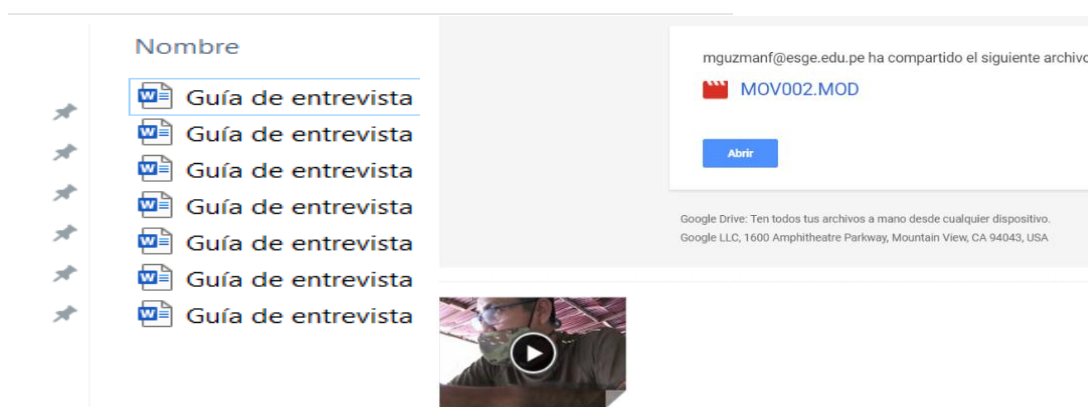 Nombre
Guía de entrevista
Guía de entrevista
Guía de entrevista
Guía de entrevista
Guía de entrevista
Guía de entrevista
Guía de entrevista
mguzmanf@esge.edu.pe ha compartido el siguiente archivo
MOV002.MOD
Abrir
Google Drive: Ten todos tus archivos a mano desde cualquier dispositivo.
Google LLC, 1600 Amphitheatre Parkway, Mountain View, CA 94043, USA